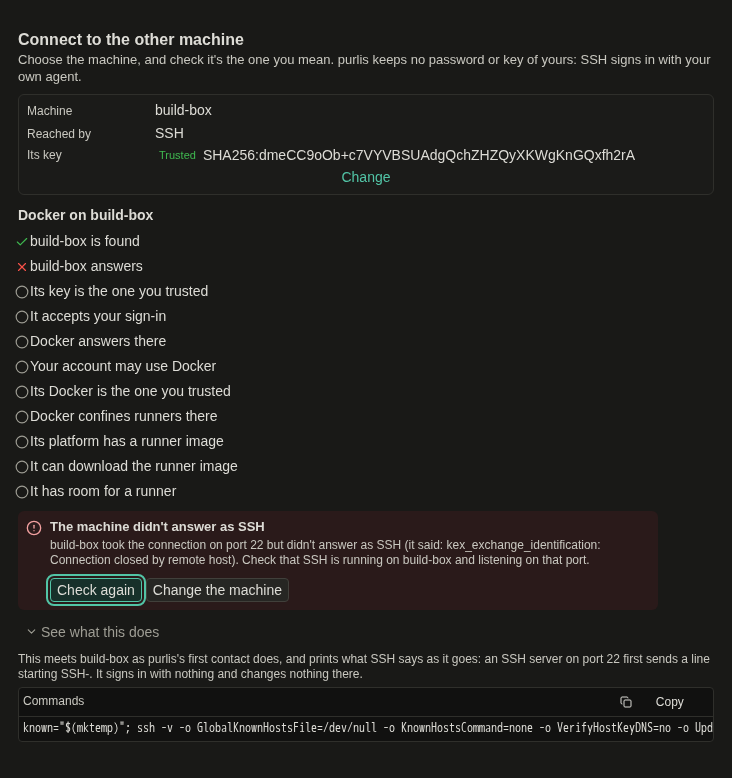 Connect to the other machine
Choose the machine, and check it's the one you mean. purlis keeps no password or key of yours: SSH signs in with your
own agent.
Machine build-box
Reached by SSH
Its key Trusted SHA256:dmeCC9oOb+c7VYVBSUAdgQchZHZQyXKWgKnGQxfh2rA
Change
Docker on build-box
build-box is found
build-box answers
Its key is the one you trusted
It accepts your sign-in
Docker answers there
Your account may use Docker
Its Docker is the one you trusted
Docker confines runners there
Its platform has a runner image
It can download the runner image
It has room for a runner
The machine didn't answer as SSH
build-box took the connection on port 22 but didn't answer as SSH (it said: kex_exchange_identification:
Connection closed by remote host). Check that SSH is running on build-box and listening on that port.
Check again Change the machine
See what this does
This meets build-box as purlis's first contact does, and prints what SSH says as it goes: an SSH server on port 22 first sends a line
starting SSH-. It signs in with nothing and changes nothing there.
Commands Copy
known="$(mktemp)"; ssh -v -o GlobalKnownHostsFile=/dev/null -o KnownHostsCommand=none -o VerifyHostKeyDNS=no -o Upd